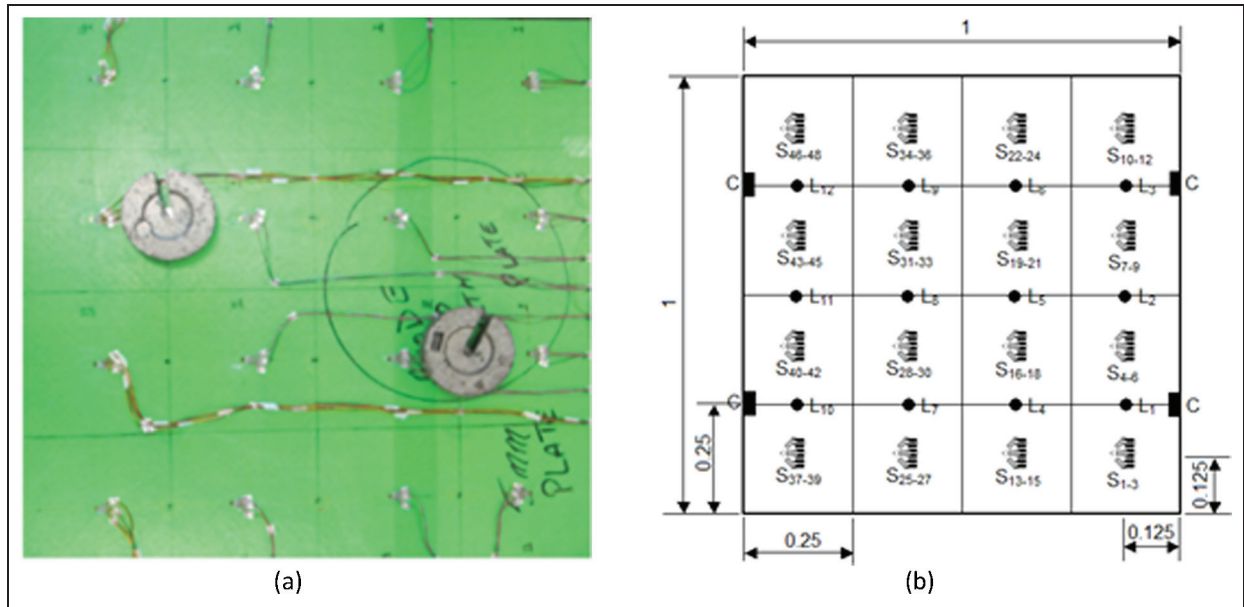 PLATE
PLATE
MM
(a)
1
1
S46-48
S34-36
S22-24
S10-12
C
L12
L9
L6
L3
C
S43-45
S31-33
S19-21
S7-9
L11
L8
L5
L2
S40-42
S28-30
S16-18
S4-6
C
L10
L7
L4
L1
C
0.25
S37-39
S25-27
S13-15
S1-3
0.125
0.25
0.125
(b)